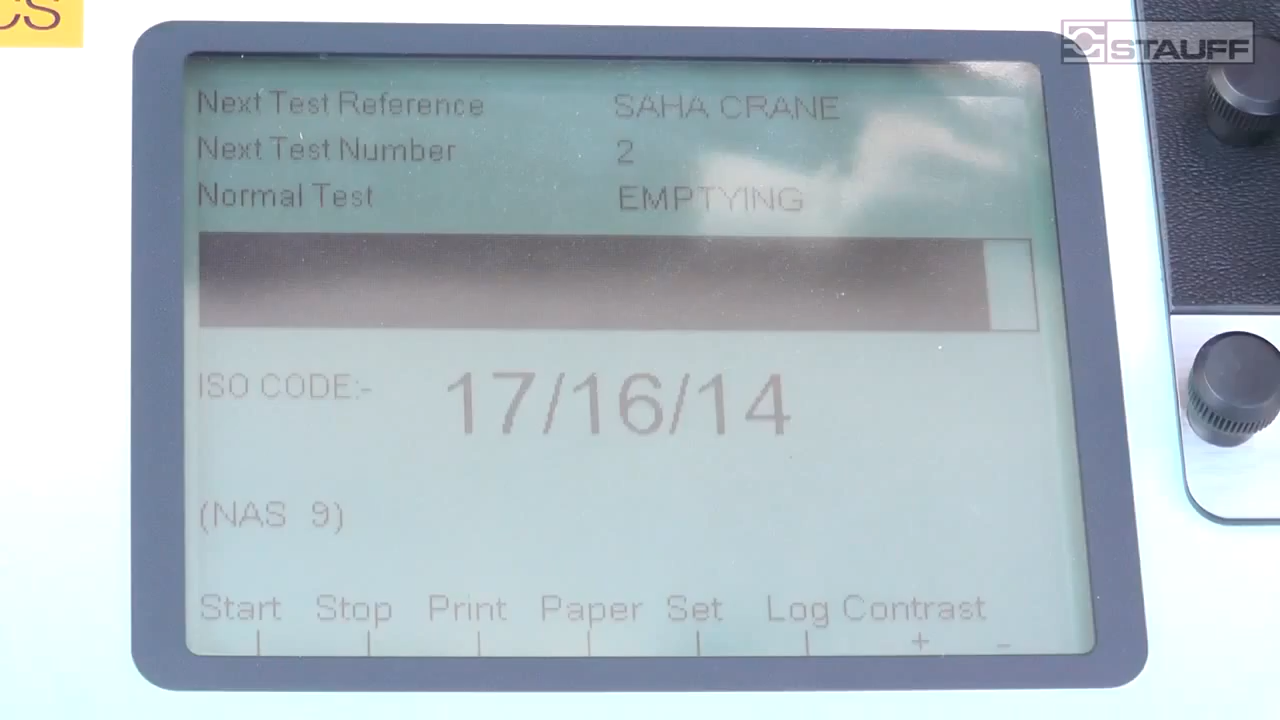 CS
STAUFF
Next Test Reference SAHA CRANE
Next Test Number 2
Normal Test EMPTYING
ISO CODE:- 17/16/14
(NAS 9)
Start Stop Print Paper Set Log Contrast
+ -